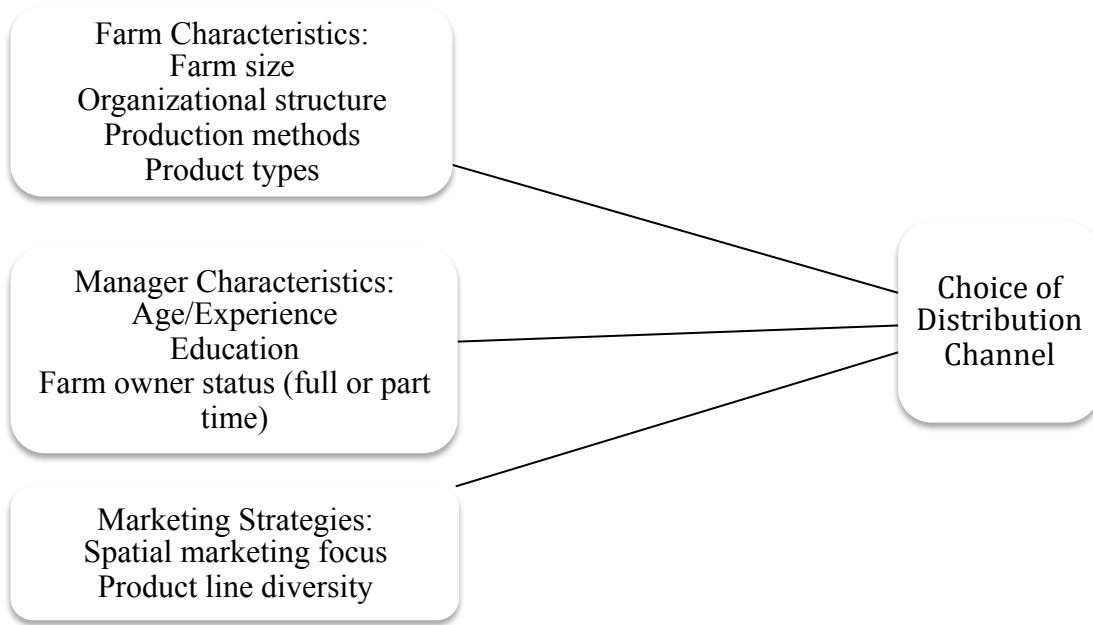 Farm Characteristics:
Farm size
Organizational structure
Production methods
Product types
Manager Characteristics:
Age/Experience
Education
Farm owner status (full or part
time)
Marketing Strategies:
Spatial marketing focus
Product line diversity
Choice of
Distribution
Channel